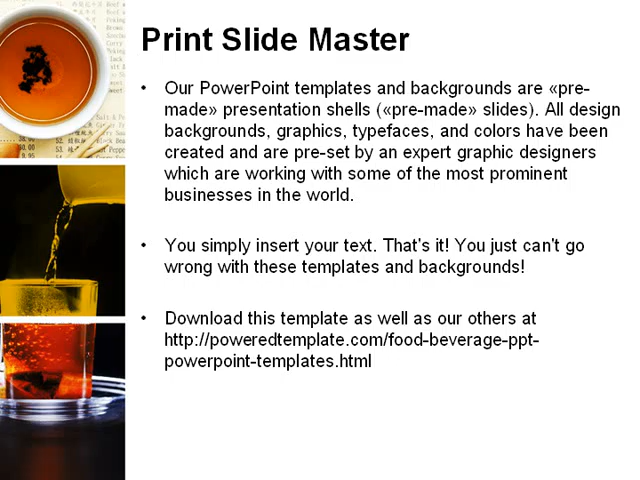 Print Slide Master
• Our PowerPoint templates and backgrounds are «pre-
made» presentation shells («pre-made» slides). All design
backgrounds, graphics, typefaces, and colors have been
created and are pre-set by an expert graphic designers
which are working with some of the most prominent
businesses in the world.
• You simply insert your text. That's it! You just can't go
wrong with these templates and backgrounds!
• Download this template as well as our others at
http://poweredtemplate.com/food-beverage-ppt-
powerpoint-templates.html